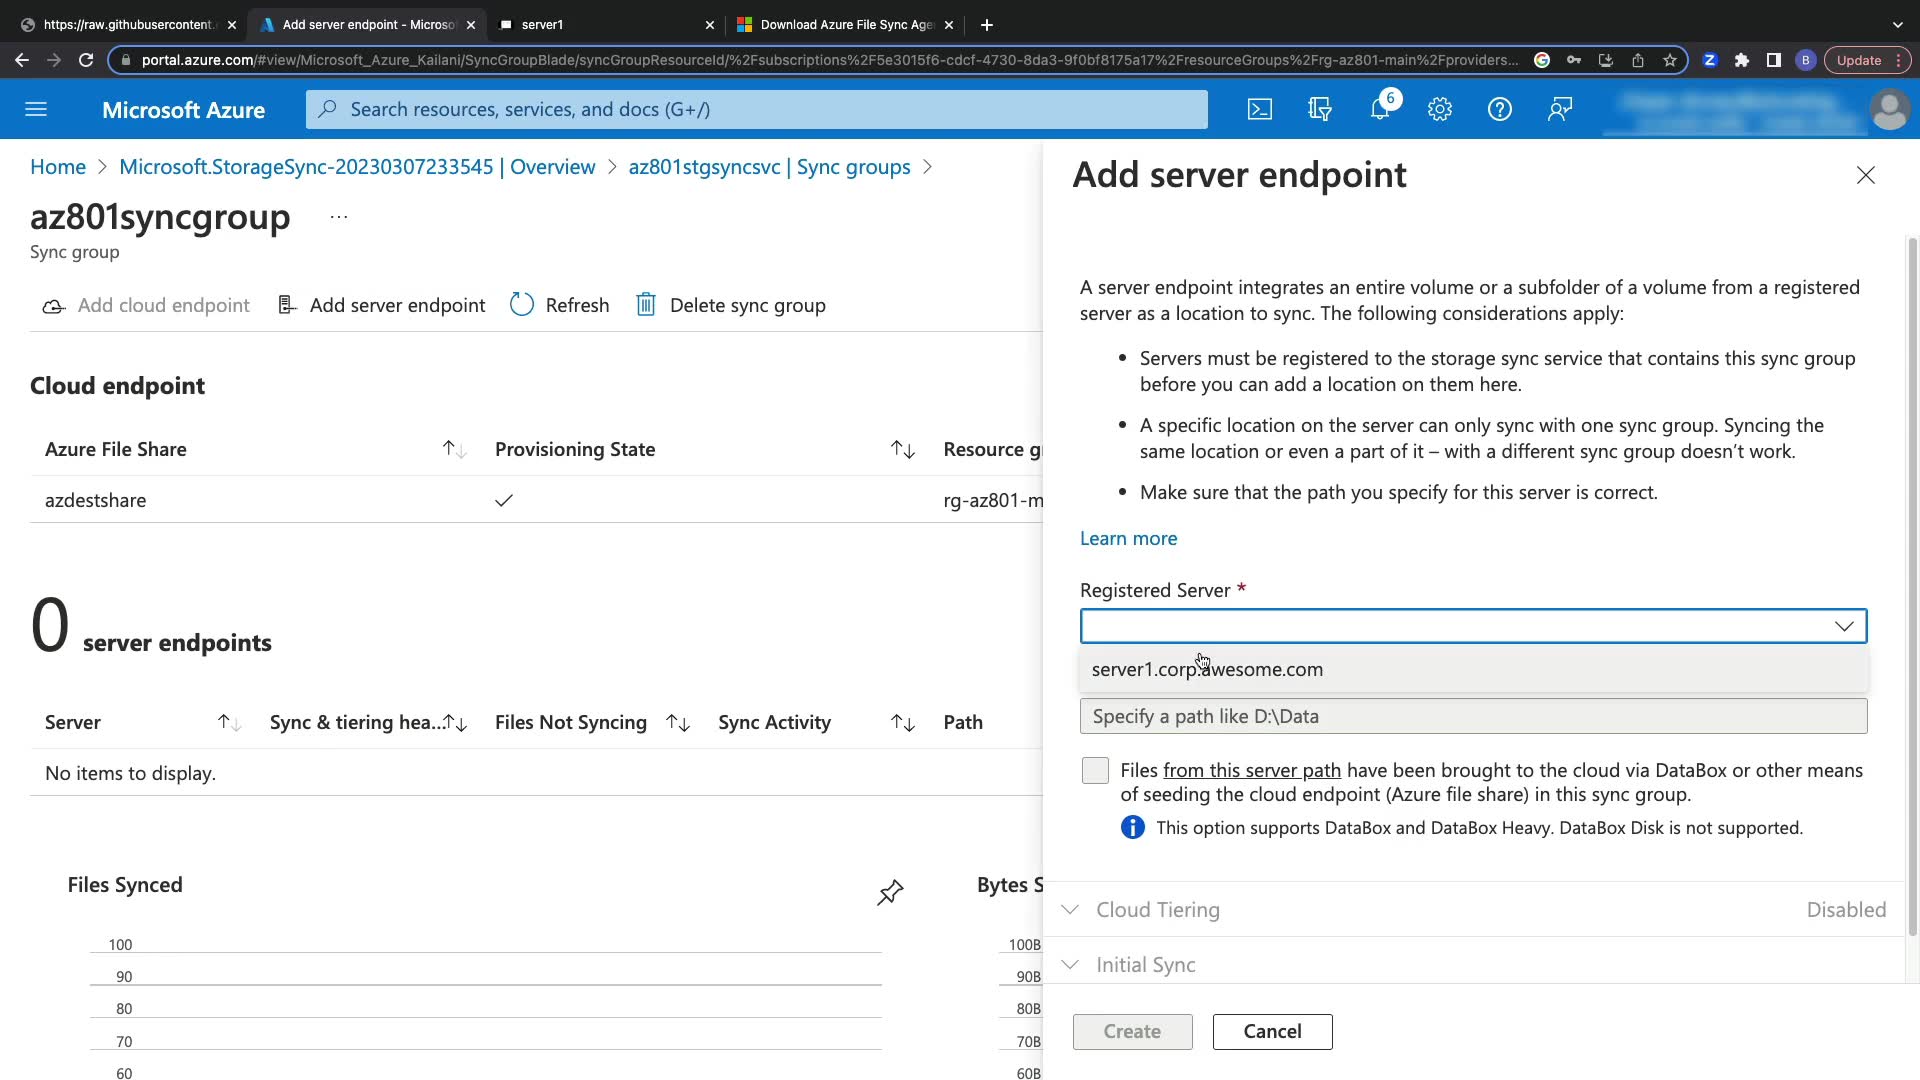 https://raw.githubusercontent.
Add server endpoint - Microso
server1
Download Azure File Sync Age
portal.azure.com/#view/Microsoft_Azure_Kailani/SyncGroupBlade/syncGroupResourceId/%2Fsubscriptions%2F5e3015f6-cdcf-4730-8da3-9f0bf8175a17%2FresourceGroups%2Frg-az801-main%2Fproviders...
Z
B
Update
Microsoft Azure
Search resources, services, and docs (G+/)
6
Home > Microsoft.StorageSync-20230307233545 | Overview > az801stgsyncsvc | Sync groups >
az801syncgroup ...
Sync group
Add cloud endpoint
Add server endpoint
Refresh
Delete sync group
Cloud endpoint
Azure File Share
Provisioning State
Resource g
azdestshare
rg-az801-m
0 server endpoints
Server
Sync & tiering hea...
Files Not Syncing
Sync Activity
Path
No items to display.
Files Synced
100
90
80
70
60
Bytes S
100B
90B
80B
70B
60B
Add server endpoint
A server endpoint integrates an entire volume or a subfolder of a volume from a registered
server as a location to sync. The following considerations apply:
• Servers must be registered to the storage sync service that contains this sync group
before you can add a location on them here.
• A specific location on the server can only sync with one sync group. Syncing the
same location or even a part of it – with a different sync group doesn't work.
• Make sure that the path you specify for this server is correct.
Learn more
Registered Server *
server1.corp.awesome.com
Specify a path like D:\Data
Files from this server path have been brought to the cloud via DataBox or other means
of seeding the cloud endpoint (Azure file share) in this sync group.
This option supports DataBox and DataBox Heavy. DataBox Disk is not supported.
Cloud Tiering
Disabled
Initial Sync
Create
Cancel